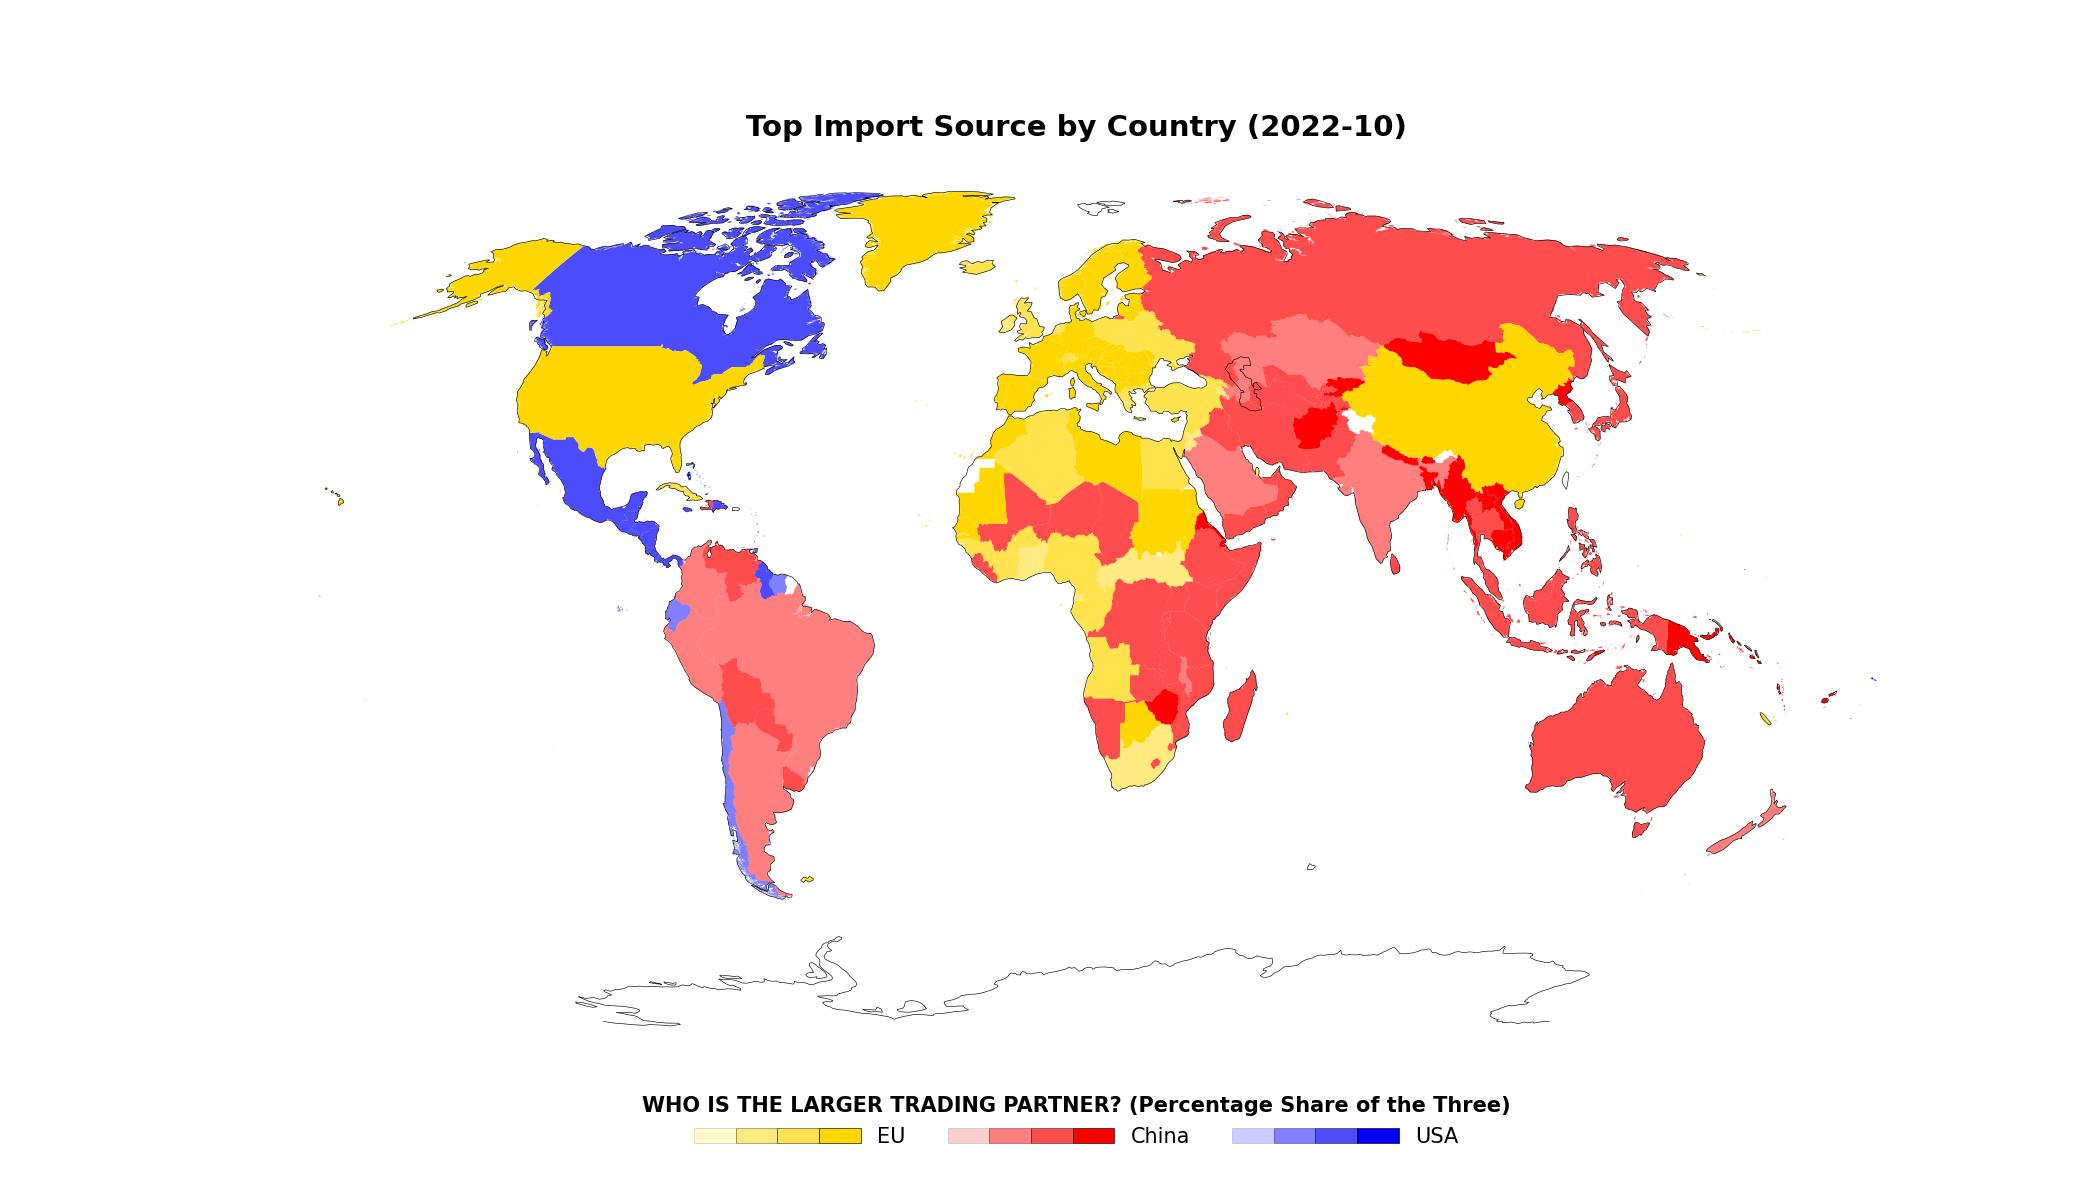 Top Import Source by Country (2022-10)
WHO IS THE LARGER TRADING PARTNER? (Percentage Share of the Three)
EU China USA